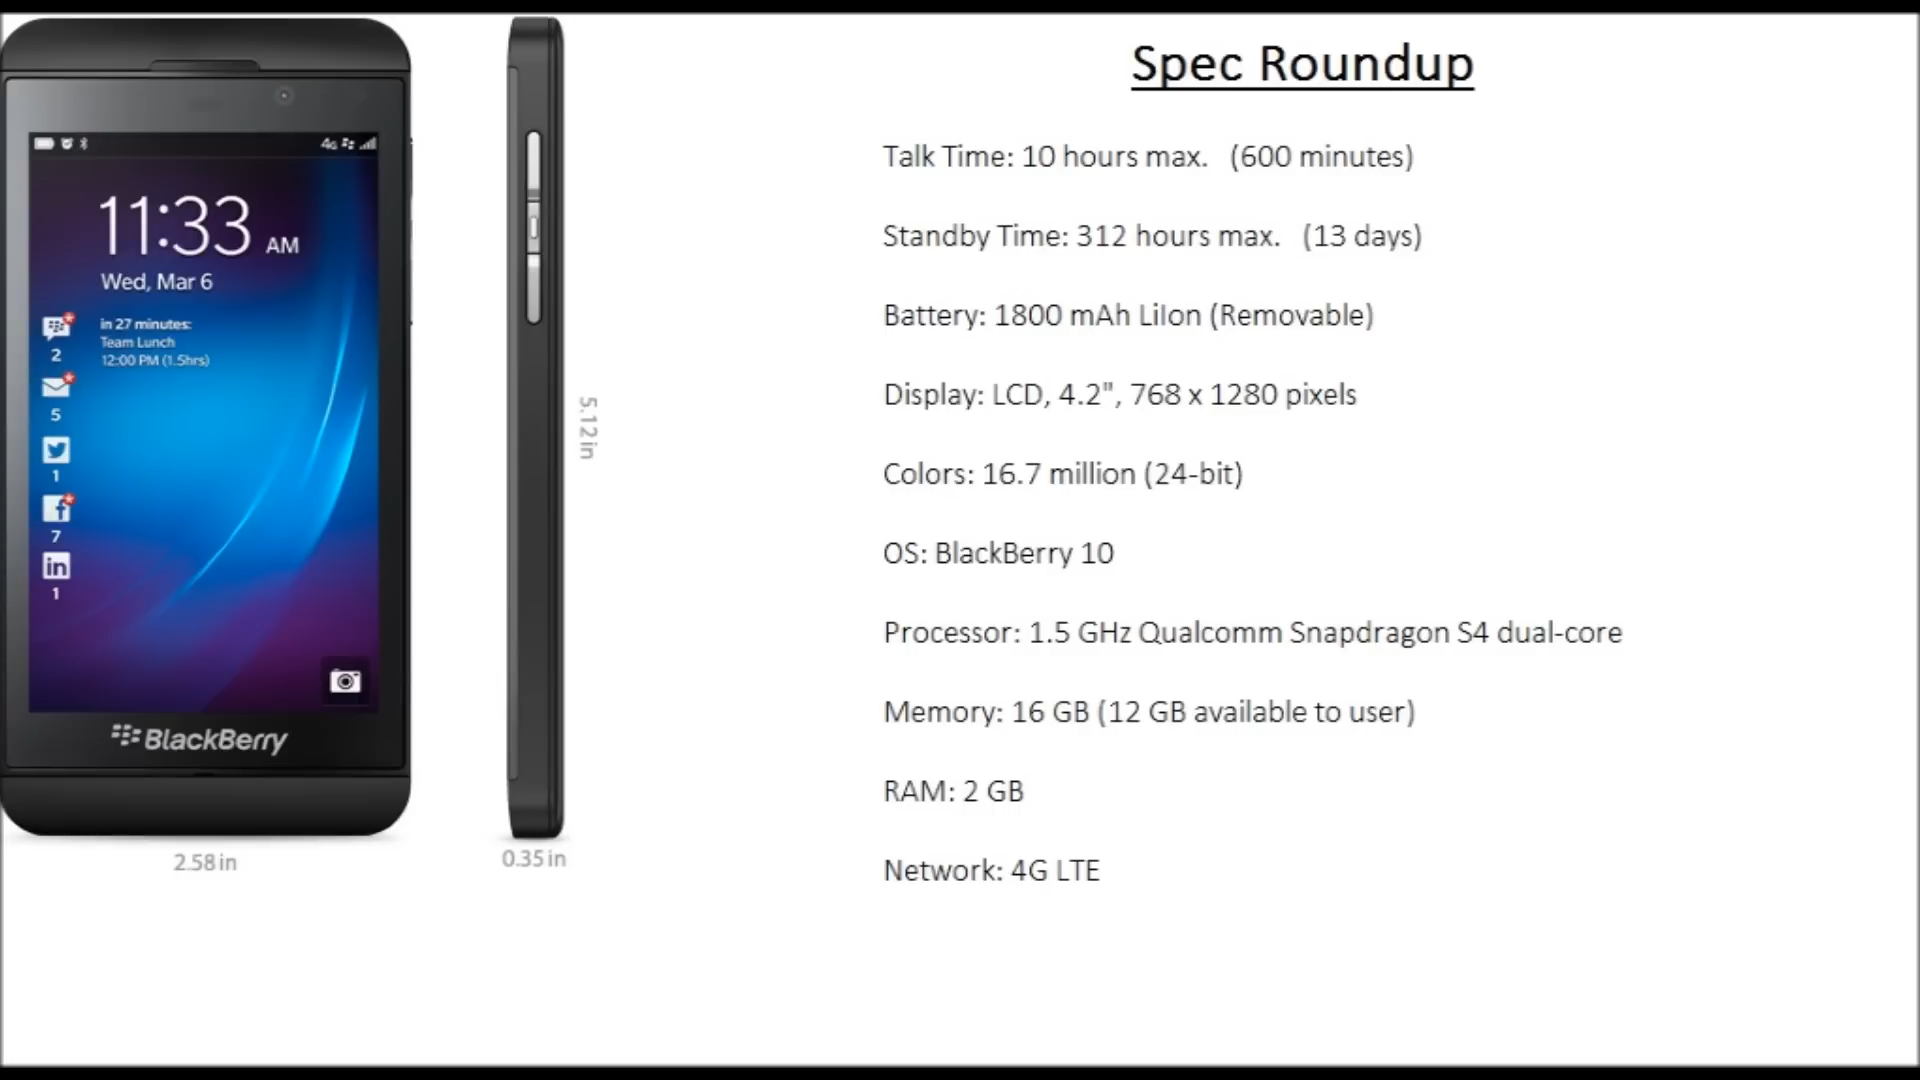 4G
11:33 AM
Wed, Mar 6
in 27 minutes:
Team Lunch
12:00 PM (1.5hrs)
2
5
1
f
7
in
1
BlackBerry
2.58 in
0.35 in
5.12 in
Spec Roundup
Talk Time: 10 hours max. (600 minutes)
Standby Time: 312 hours max. (13 days)
Battery: 1800 mAh LiIon (Removable)
Display: LCD, 4.2", 768 x 1280 pixels
Colors: 16.7 million (24-bit)
OS: BlackBerry 10
Processor: 1.5 GHz Qualcomm Snapdragon S4 dual-core
Memory: 16 GB (12 GB available to user)
RAM: 2 GB
Network: 4G LTE